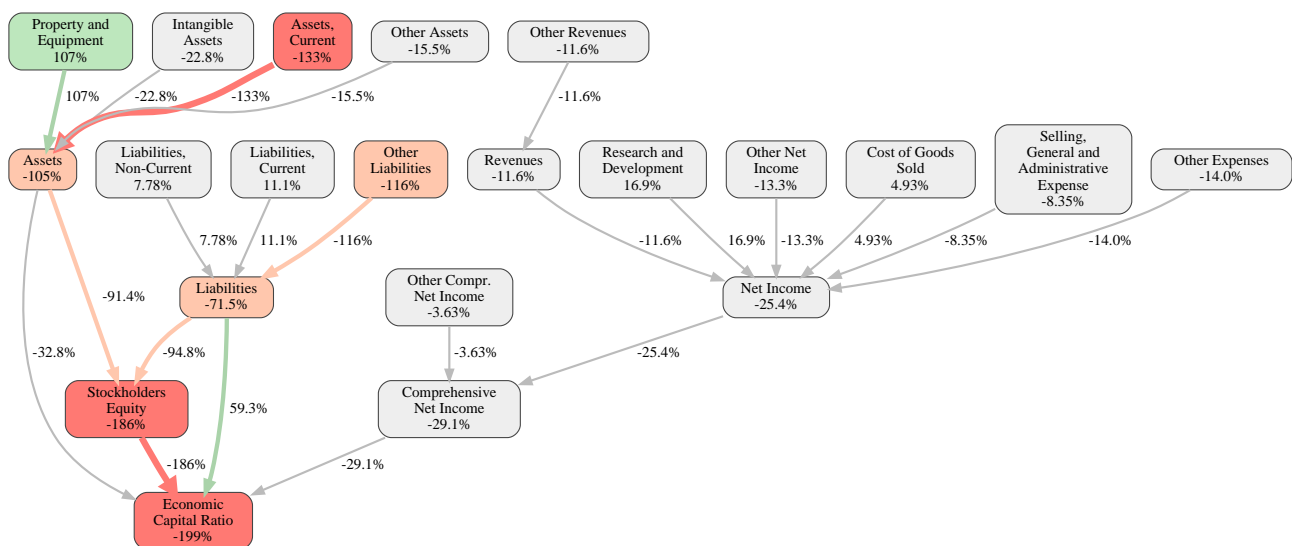 Property and
Equipment
107%
Intangible
Assets
-22.8%
Assets,
Current
-133%
Other Assets
-15.5%
Other Revenues
-11.6%
107%
-22.8%
-133%
-15.5%
-11.6%
Assets
-105%
Liabilities,
Non-Current
7.78%
Liabilities,
Current
11.1%
Other
Liabilities
-116%
Revenues
-11.6%
Research and
Development
16.9%
Other Net
Income
-13.3%
Cost of Goods
Sold
4.93%
Selling,
General and
Administrative
Expense
-8.35%
Other Expenses
-14.0%
7.78%
11.1%
-116%
-11.6%
16.9%
-13.3%
4.93%
-8.35%
-14.0%
Liabilities
-71.5%
Other Compr.
Net Income
-3.63%
Net Income
-25.4%
-91.4%
-32.8%
-94.8%
-3.63%
-25.4%
Stockholders
Equity
-186%
59.3%
Comprehensive
Net Income
-29.1%
-186%
-29.1%
Economic
Capital Ratio
-199%